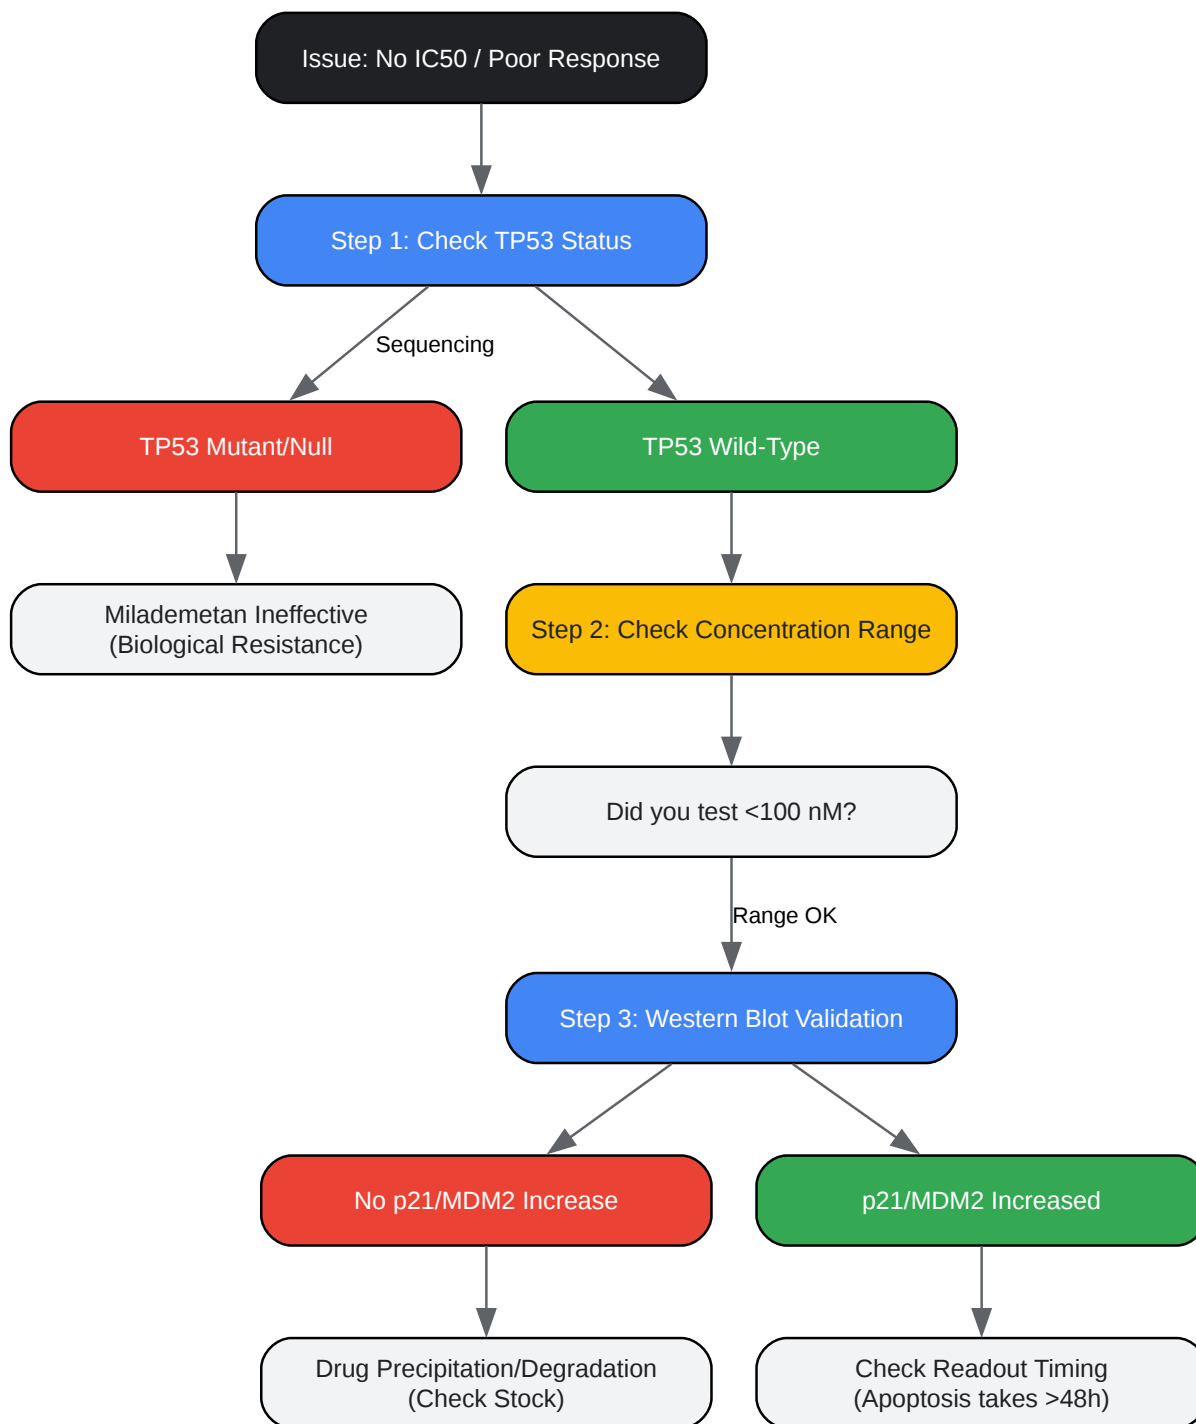 Issue: No IC50 / Poor Response
Step 1: Check TP53 Status
Sequencing
TP53 Mutant/Null
TP53 Wild-Type
Milademetan Ineffective
(Biological Resistance)
Step 2: Check Concentration Range
Did you test <100 nM?
Range OK
Step 3: Western Blot Validation
No p21/MDM2 Increase
p21/MDM2 Increased
Drug Precipitation/Degradation
(Check Stock)
Check Readout Timing
(Apoptosis takes >48h)